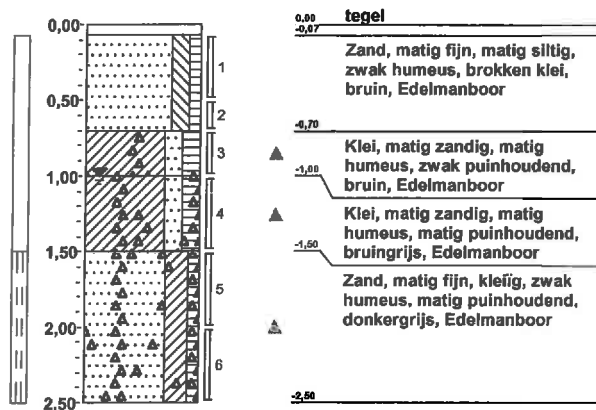 0,00
0,50
1,00
1,50
2,00
2,50
1
2
3
4
5
6
0,00 tegel
-0,07
Zand, matig fijn, matig siltig,
zwak humeus, brokken klei,
bruin, Edelmanboor
-0,70
Klei, matig zandig, matig
humeus, zwak puinhoudend,
bruin, Edelmanboor
-1,00
Klei, matig zandig, matig
humeus, matig puinhoudend,
bruingrijs, Edelmanboor
-1,50
Zand, matig fijn, kleiïg, zwak
humeus, matig puinhoudend,
donkergrijs, Edelmanboor
-2,50